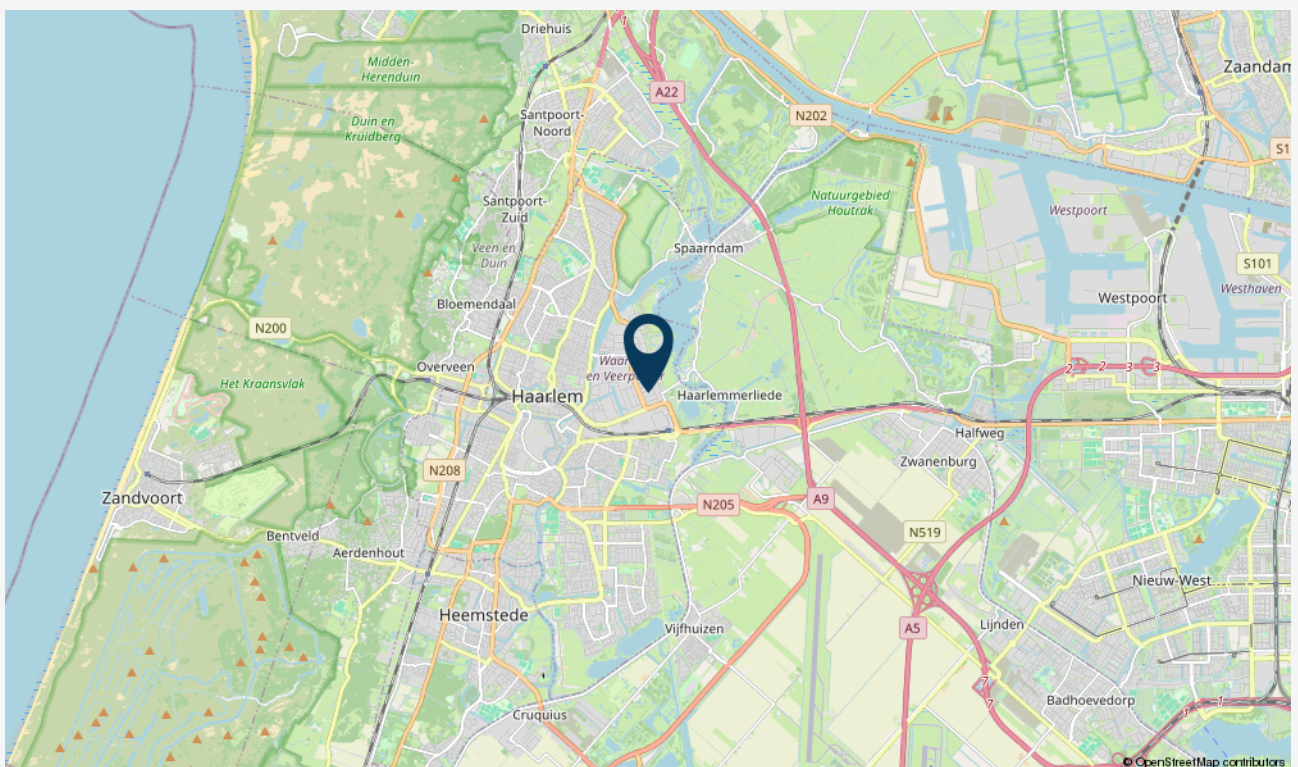 Driehuis
Midden-
Herenduin
Zaandam
A22
N202
Santpoort-
Noord
Duin en
Kruidberg
S1
Natuurgebied
Houtrak
Santpoort-
Zuid
Westpoort
Veen en
Duin
Spaarndam
S101
Bloemendaal
Westpoort
Westhaven
N200
Overveen
2
2
3
3
Het Kraansvlak
en Veerp
Haarlem
Haarlemmerliede
Halfweg
N208
Zwanenburg
Zandvoort
A9
N205
N519
Bentveld
Aerdenhout
Nieuw-West
Heemstede
Vijfhuizen
A5
Lijnden
7
7
Badhoevedorp
1
1
Cruquius
1
© OpenStreetMap contributors